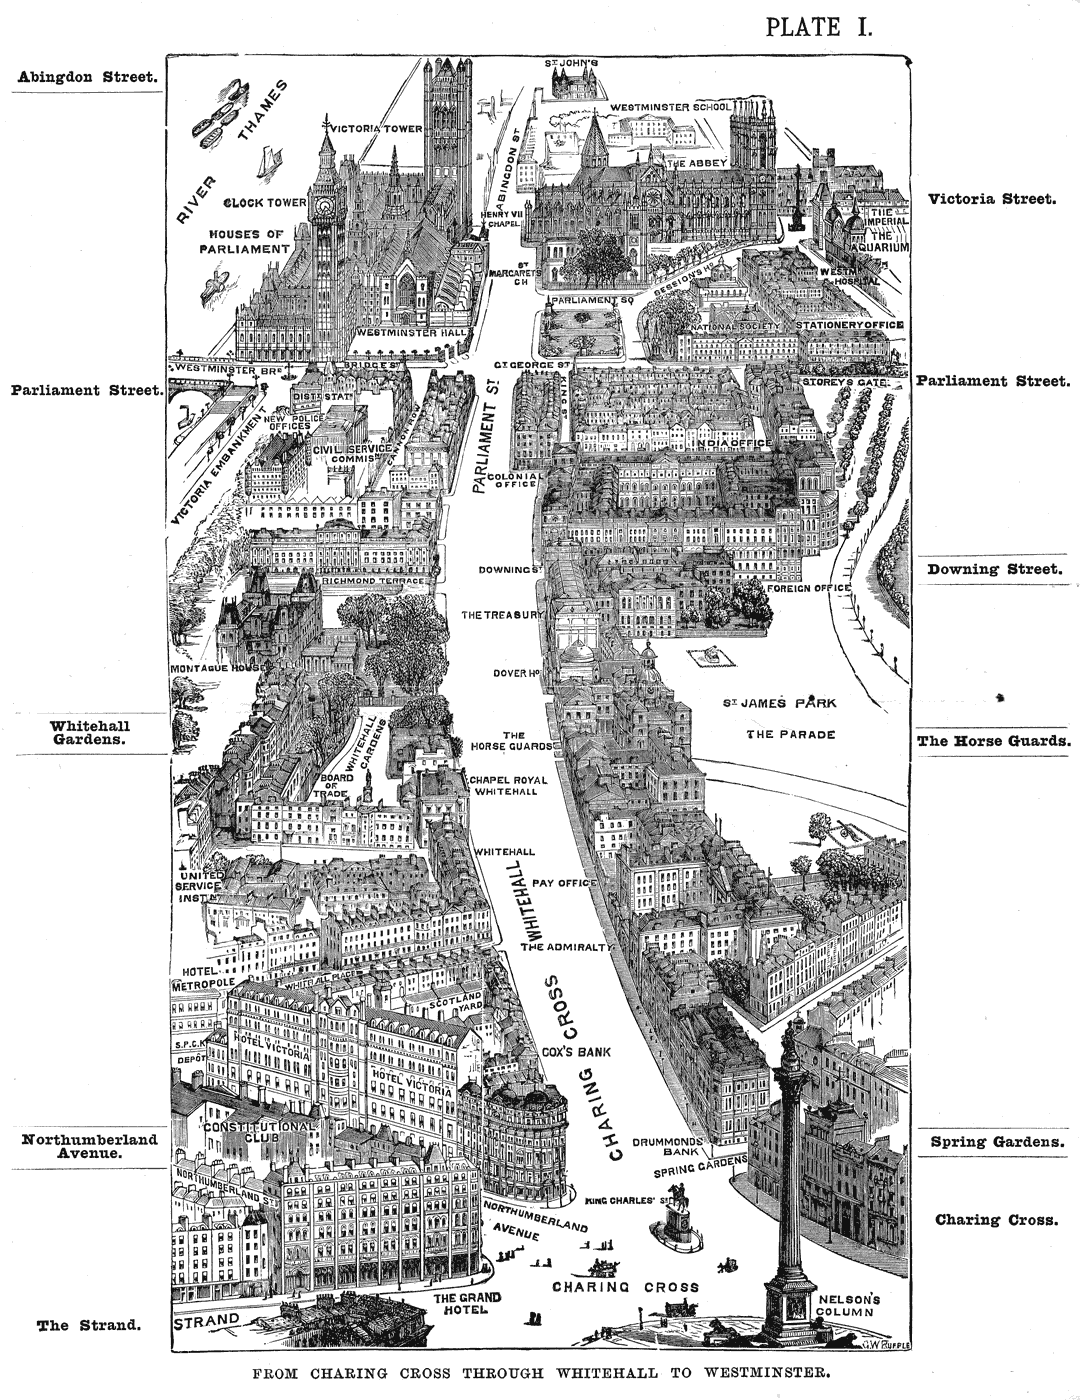 PLATE I.
Abingdon Street.
Parliament Street.
Whitehall
Gardens.
Northumberland
Avenue.
The Strand.
Victoria Street.
Parliament Street.
Downing Street.
The Horse Guards.
Spring Gardens.
Charing Cross.
RIVER THAMES
VICTORIA TOWER
CLOCK TOWER
HOUSES OF
PARLIAMENT
ST JOHN'S
WESTMINSTER SCHOOL
ABINGDON ST
THE ABBEY
HENRY VII
CHAPEL
THE
IMPERIAL
THE
AQUARIUM
ST
MARGARETS
CH
WESTMR
HOSPITAL
SESSIONS HO
PARLIAMENT SQ
WESTMINSTER HALL
NATIONAL SOCIETY
STATIONERY OFFICE
WESTMINSTER BRE
BRIDGE ST
GT GEORGE ST
STOREY'S GATE
DIST STATN
KING ST
PARLIAMENT ST
NEW POLICE
OFFICES
CIVIL SERVICE
COMMISN
CANNON ROW
VICTORIA EMBANKMENT
INDIA OFFICE
COLONIAL
OFFICE
DOWNING ST
RICHMOND TERRACE
FOREIGN OFFICE
THE TREASURY
MONTAGUE HOUSE
DOVER HO
ST JAMES PARK
THE PARADE
WHITEHALL
GARDENS
THE
HORSE GUARDS
BOARD
OF
TRADE
CHAPEL ROYAL
WHITEHALL
WHITEHALL
WHITEHALL
UNITED
SERVICE
INSTN
PAY OFFICE
THE ADMIRALTY
HOTEL
METROPOLE
WHITEHALL PLACE
SCOTLAND
YARD
CHARING CROSS
S.P.C.K
DEPÔT
HOTEL VICTORIA
HOTEL VICTORIA
COX'S BANK
CONSTITUTIONAL
CLUB
DRUMMONDS
BANK
SPRING GARDENS
NORTHUMBERLAND ST
KING CHARLES' ST
NORTHUMBERLAND
AVENUE
CHARING CROSS
THE GRAND
HOTEL
NELSON'S
COLUMN
STRAND
G.W. RUFFLE
FROM CHARING CROSS THROUGH WHITEHALL TO WESTMINSTER.